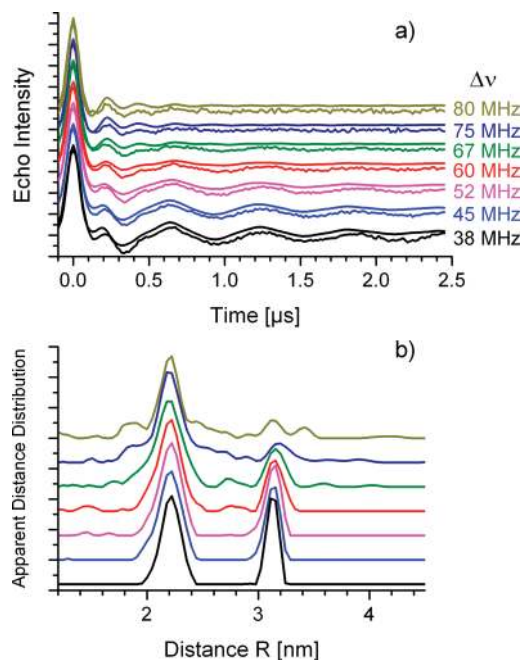 a)
Δν
80 MHz
75 MHz
67 MHz
60 MHz
52 MHz
45 MHz
38 MHz
Echo Intensity
0.0 0.5 1.0 1.5 2.0 2.5
Time [µs]
b)
Apparent Distance Distribution
2 3 4
Distance R [nm]